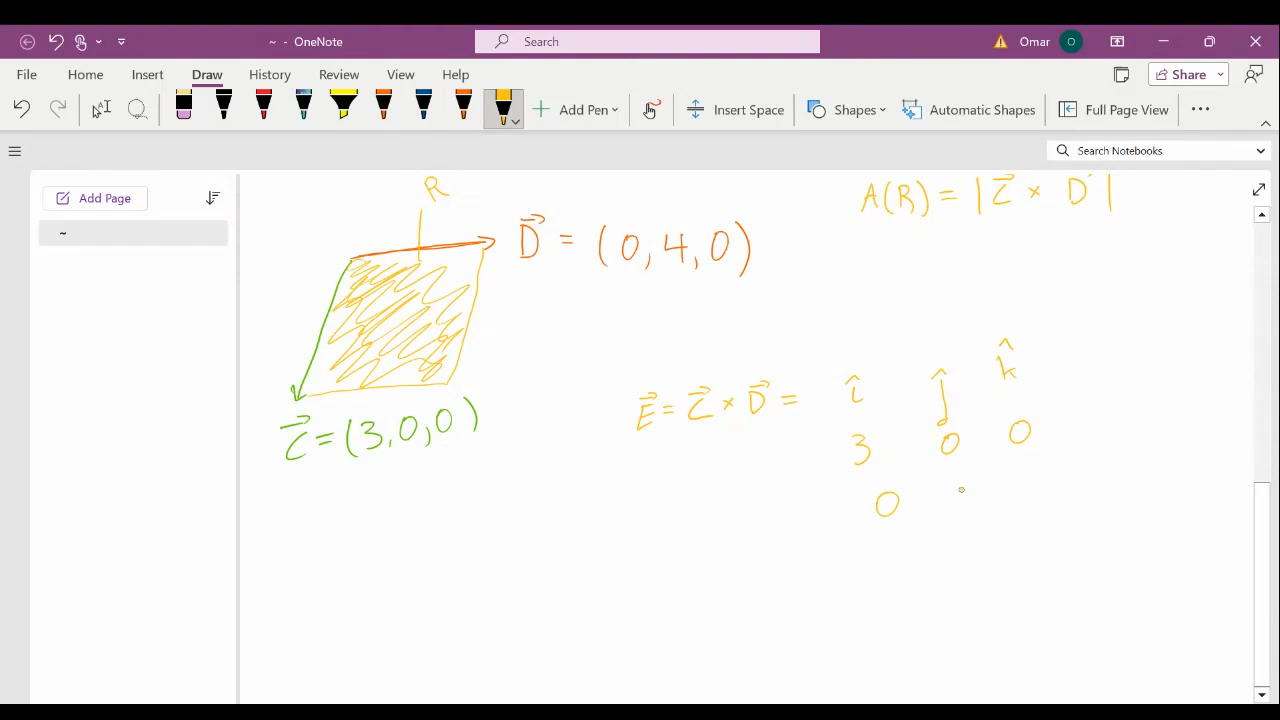 ~ - OneNote
Search
Omar O
File Home Insert Draw History Review View Help
Share
Add Pen
Insert Space
Shapes
Automatic Shapes
Full Page View
Search Notebooks
Add Page
~
R
D⃗ = (0, 4, 0)
A(R) = |C⃗ × D⃗|
C⃗ = (3, 0, 0)
E⃗ = C⃗ × D⃗ = î ĵ k̂
3 0 0
0